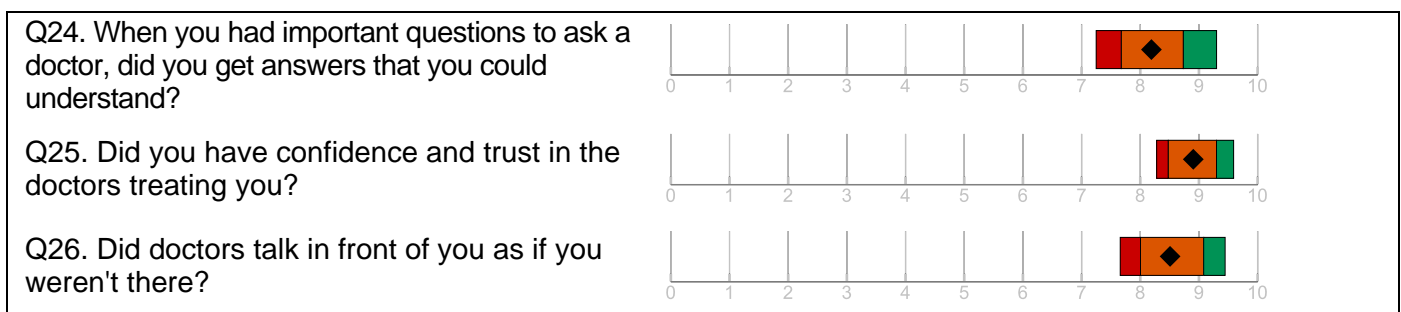 Q24. When you had important questions to ask a
doctor, did you get answers that you could
understand?
0 1 2 3 4 5 6 7 8 9 10
Q25. Did you have confidence and trust in the
doctors treating you?
0 1 2 3 4 5 6 7 8 9 10
Q26. Did doctors talk in front of you as if you
weren't there?
0 1 2 3 4 5 6 7 8 9 10